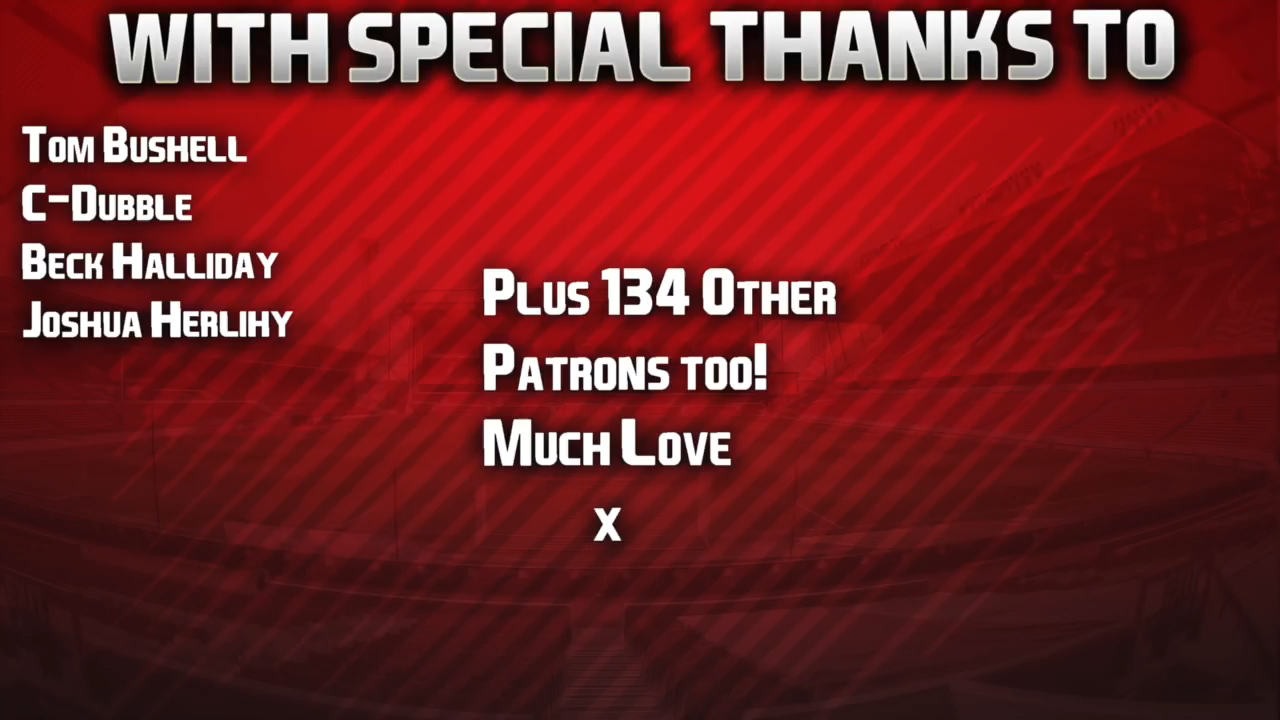 WITH SPECIAL THANKS TO
Tom Bushell
C-Dubble
Beck Halliday
Joshua Herlihy
Plus 134 Other
Patrons too!
Much Love
x